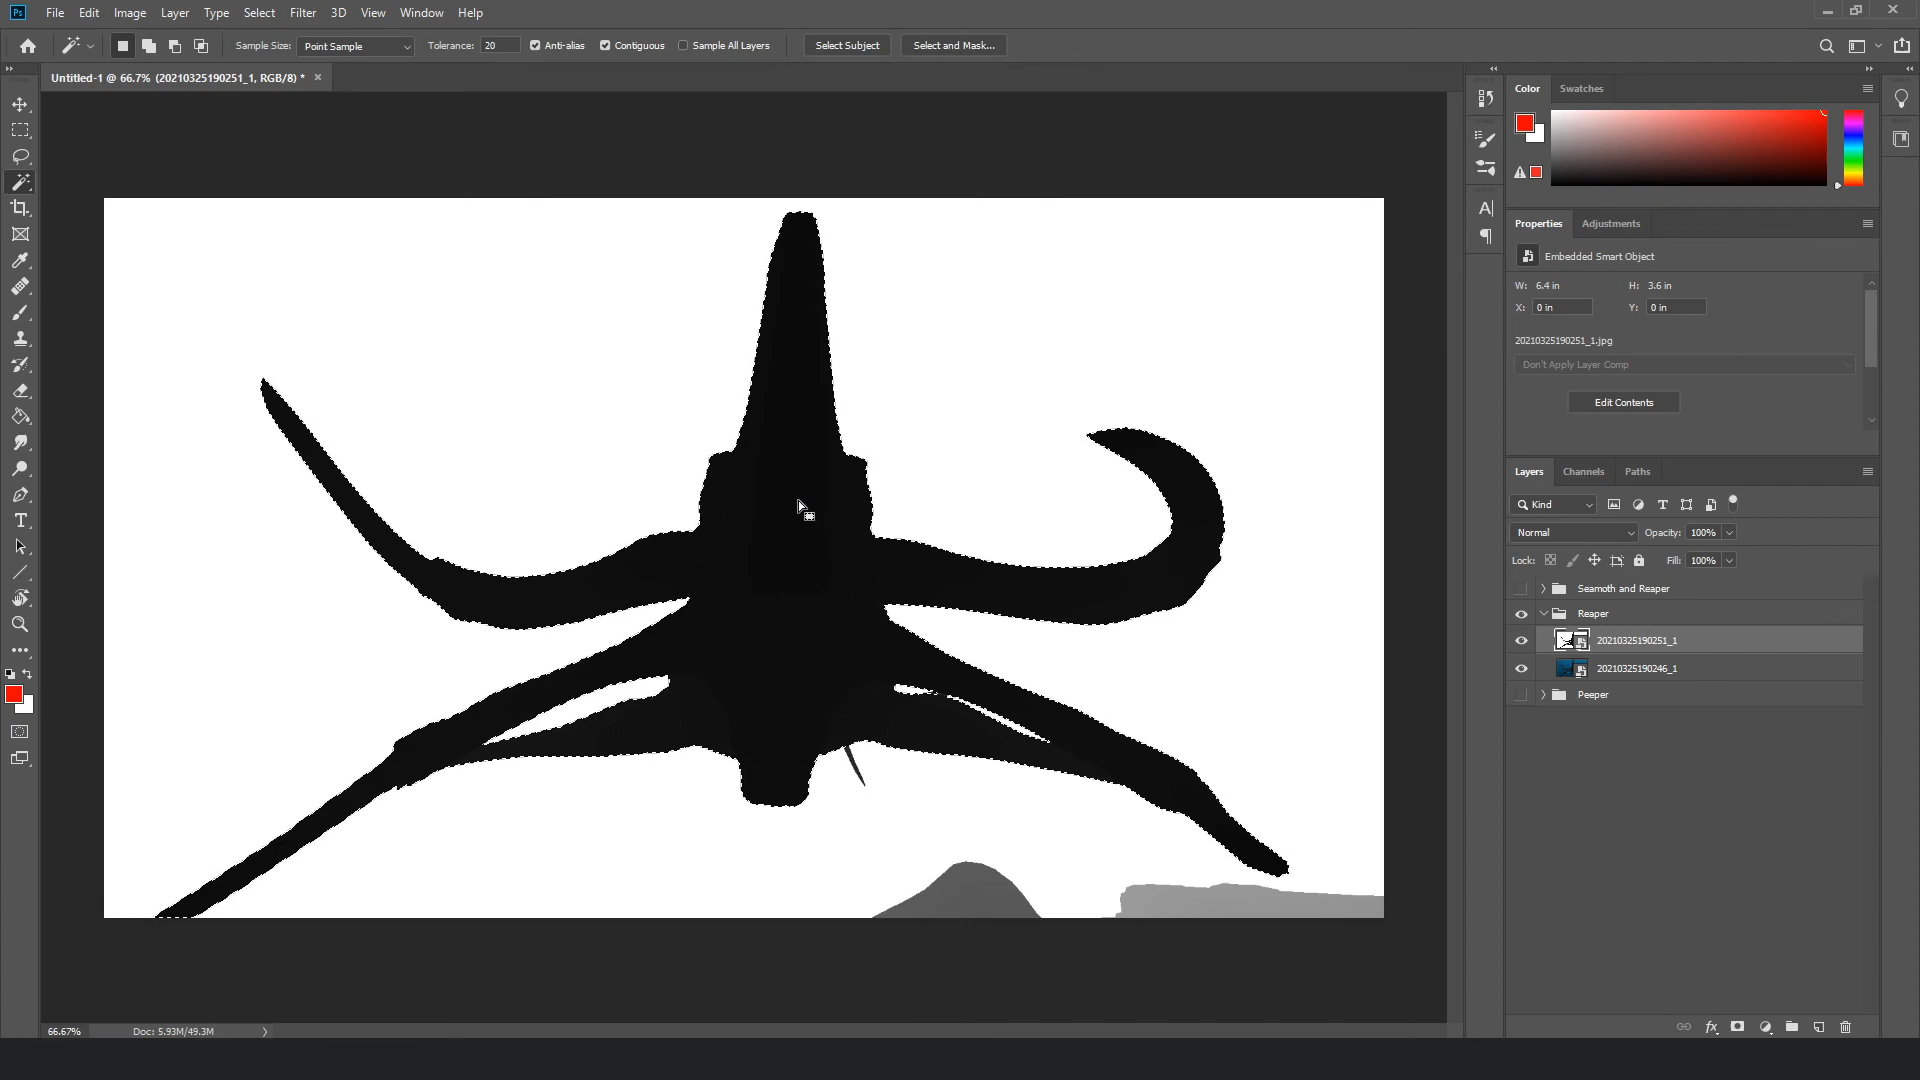 Ps File Edit Image Layer Type Select Filter 3D View Window Help
Sample Size: Point Sample Tolerance: 20 Anti-alias Contiguous Sample All Layers Select Subject Select and Mask...
Untitled-1 @ 66.7% (20210325190251_1, RGB/8) *
Color Swatches
Properties Adjustments
Embedded Smart Object
W: 6.4 in H: 3.6 in
X: 0 in Y: 0 in
20210325190251_1.jpg
Don't Apply Layer Comp
Edit Contents
Layers Channels Paths
Kind
Normal Opacity: 100%
Lock: Fill: 100%
Seamoth and Reaper
Reaper
20210325190251_1
20210325190246_1
Peeper
66.67% Doc: 5.93M/49.3M